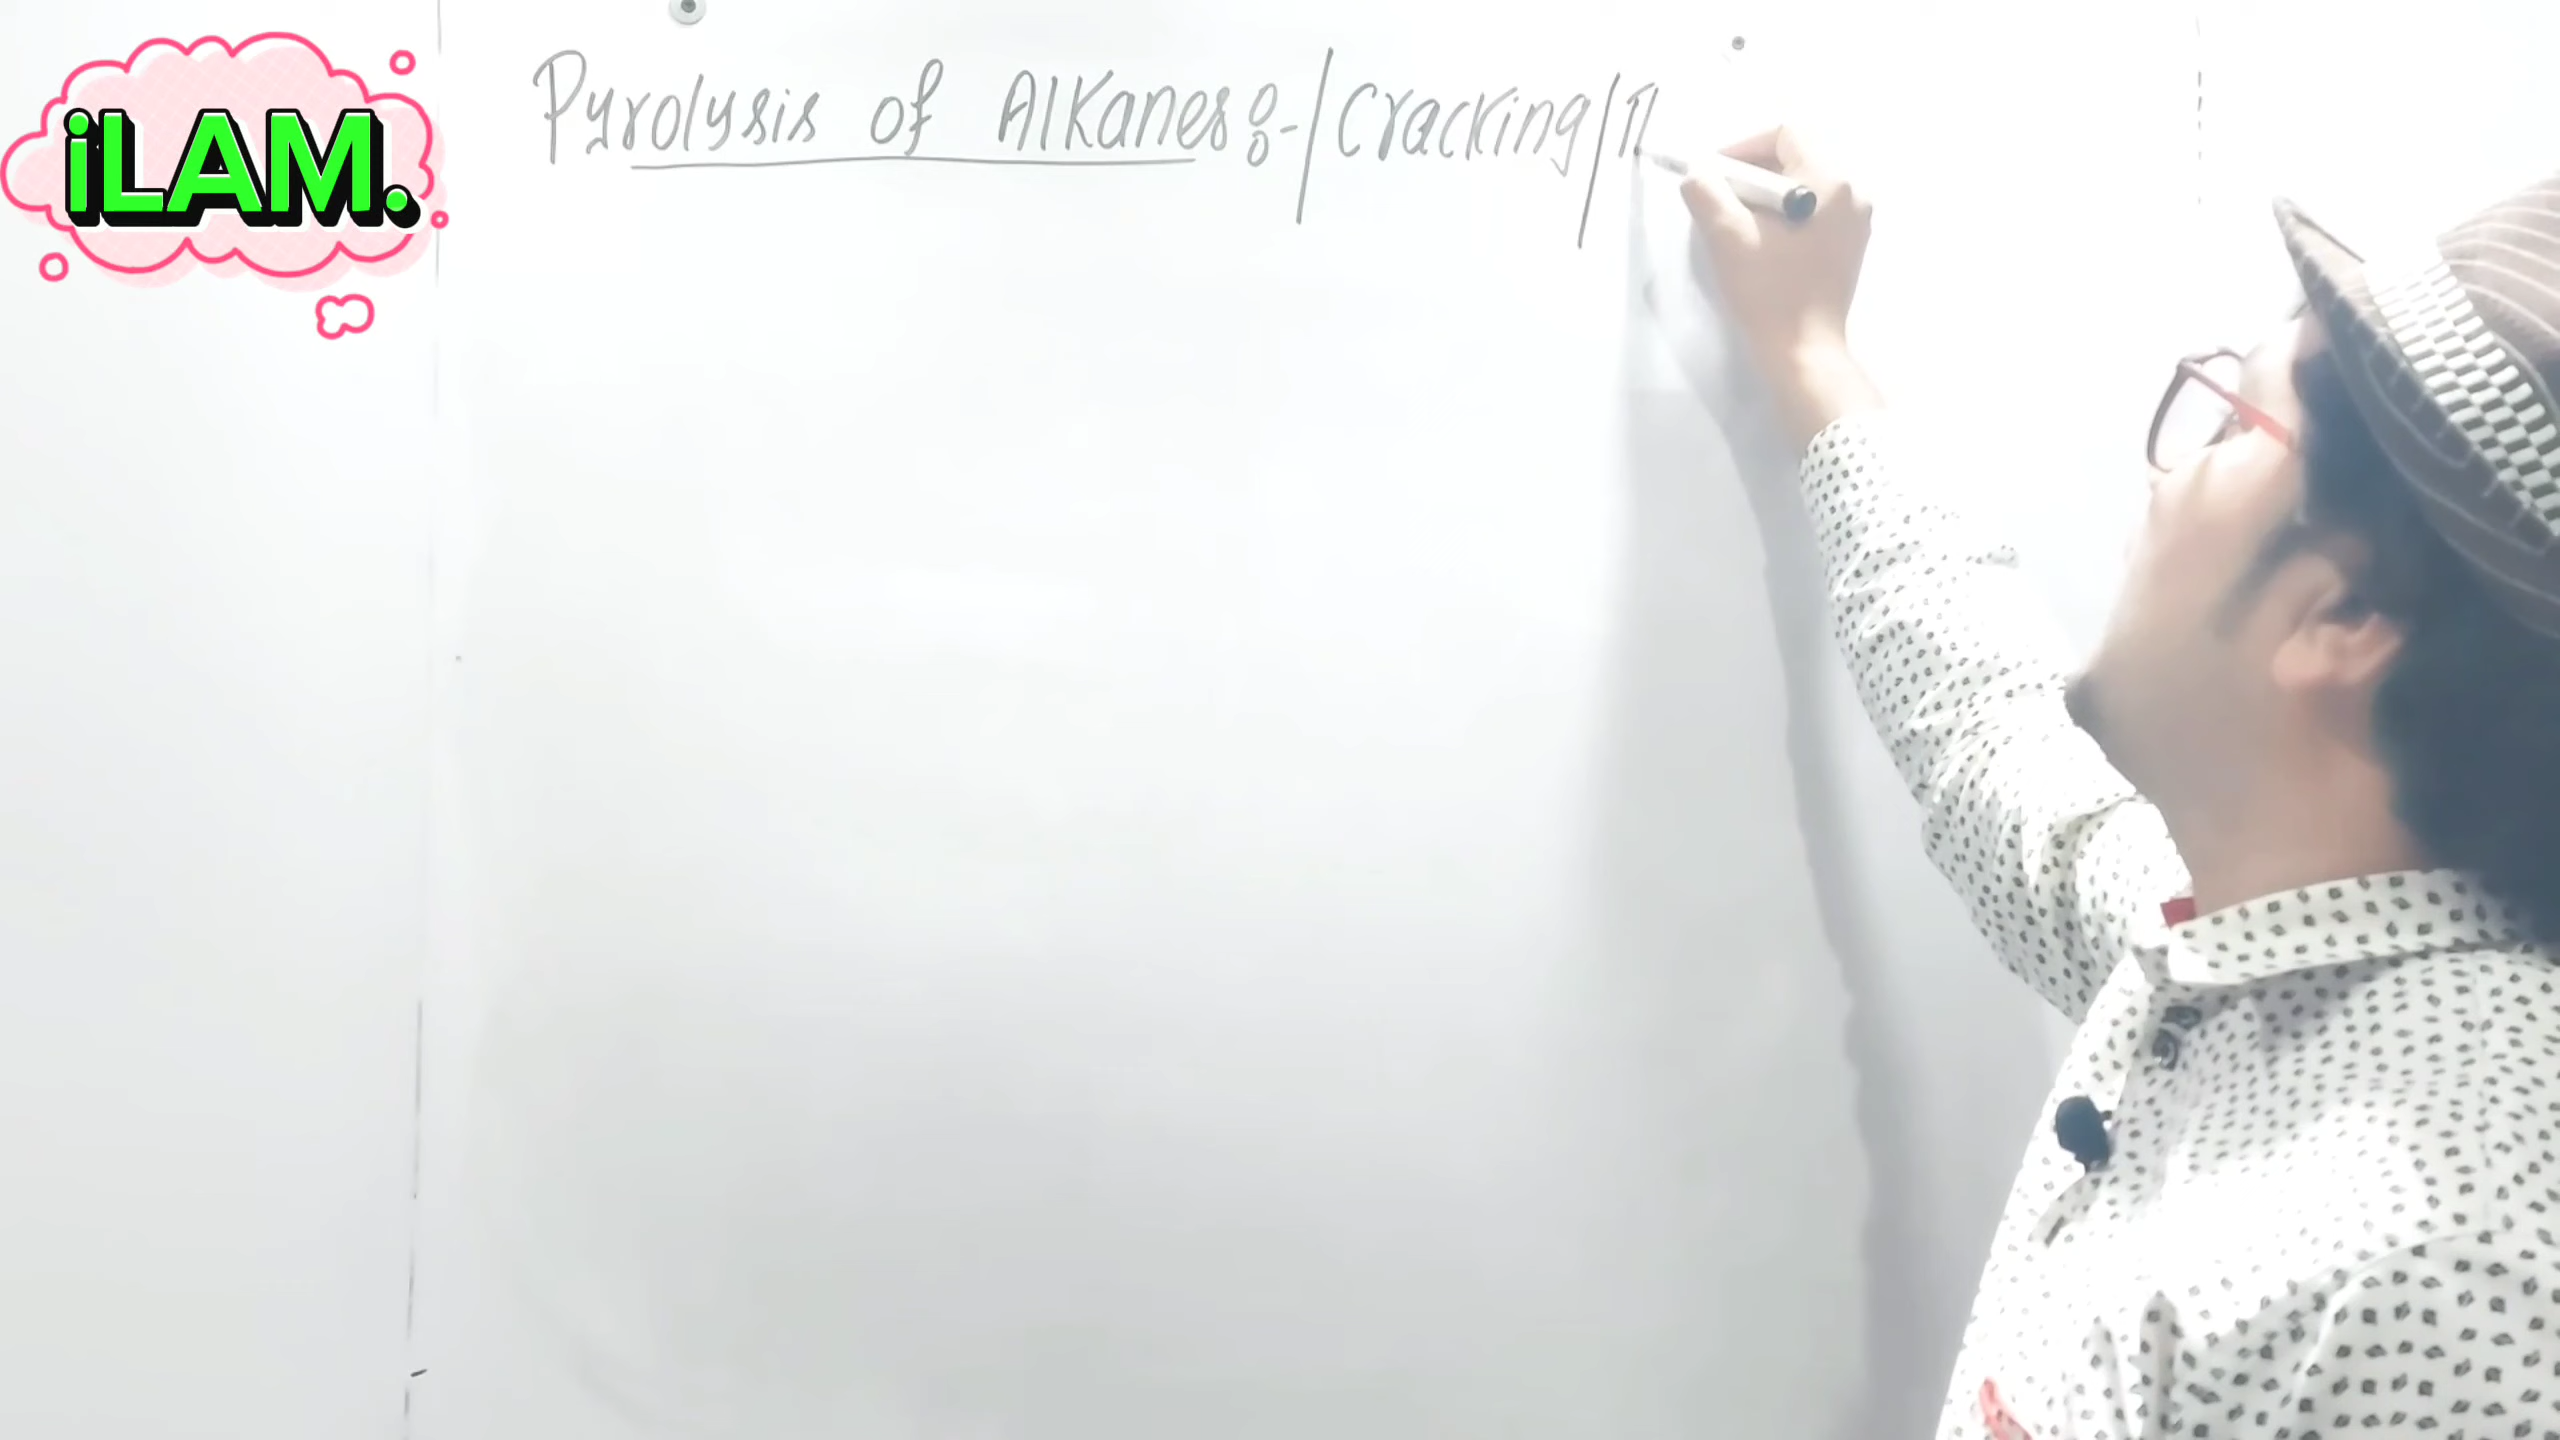 iLAM.
Pyrolysis of Alkanes :- / Cracking /